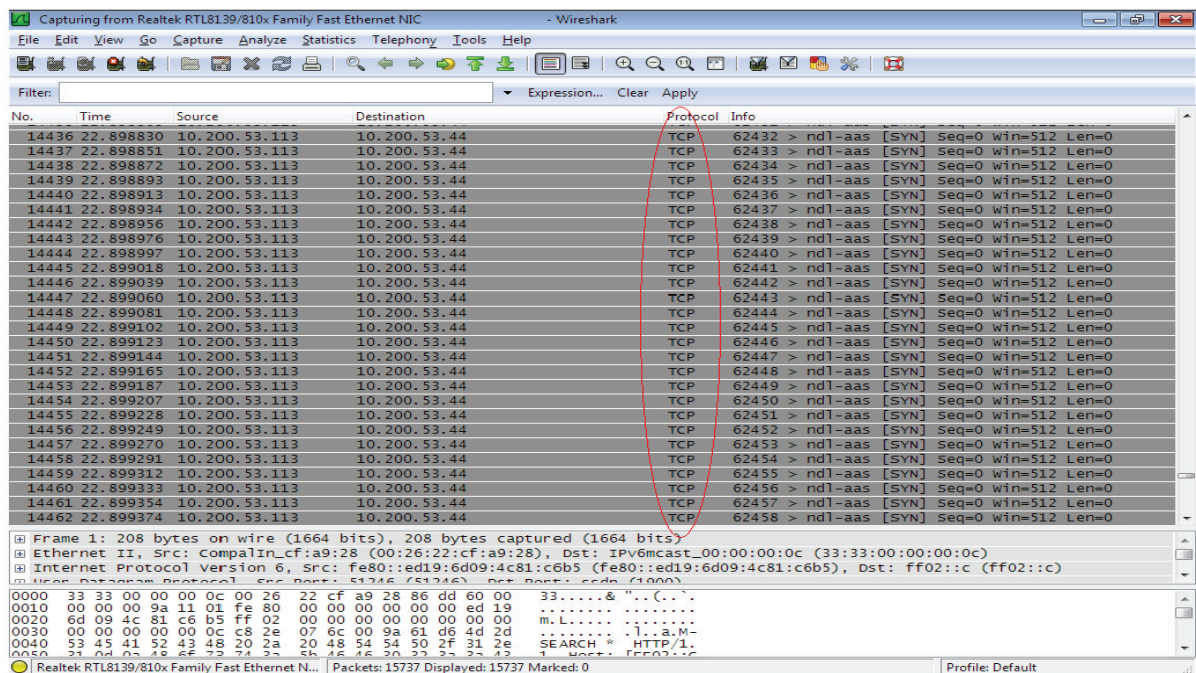 Capturing from Realtek RTL8139/810x Family Fast Ethernet NIC - Wireshark
File Edit View Go Capture Analyze Statistics Telephony Tools Help
Filter: Expression... Clear Apply
No. Time Source Destination Protocol Info
14436 22.898830 10.200.53.113 10.200.53.44 TCP 62432 > ndl-aas [SYN] Seq=0 Win=512 Len=0
14437 22.898851 10.200.53.113 10.200.53.44 TCP 62433 > ndl-aas [SYN] Seq=0 Win=512 Len=0
14438 22.898872 10.200.53.113 10.200.53.44 TCP 62434 > ndl-aas [SYN] Seq=0 Win=512 Len=0
14439 22.898893 10.200.53.113 10.200.53.44 TCP 62435 > ndl-aas [SYN] Seq=0 Win=512 Len=0
14440 22.898913 10.200.53.113 10.200.53.44 TCP 62436 > ndl-aas [SYN] Seq=0 Win=512 Len=0
14441 22.898934 10.200.53.113 10.200.53.44 TCP 62437 > ndl-aas [SYN] Seq=0 Win=512 Len=0
14442 22.898956 10.200.53.113 10.200.53.44 TCP 62438 > ndl-aas [SYN] Seq=0 Win=512 Len=0
14443 22.898976 10.200.53.113 10.200.53.44 TCP 62439 > ndl-aas [SYN] Seq=0 Win=512 Len=0
14444 22.898997 10.200.53.113 10.200.53.44 TCP 62440 > ndl-aas [SYN] Seq=0 Win=512 Len=0
14445 22.899018 10.200.53.113 10.200.53.44 TCP 62441 > ndl-aas [SYN] Seq=0 Win=512 Len=0
14446 22.899039 10.200.53.113 10.200.53.44 TCP 62442 > ndl-aas [SYN] Seq=0 Win=512 Len=0
14447 22.899060 10.200.53.113 10.200.53.44 TCP 62443 > ndl-aas [SYN] Seq=0 Win=512 Len=0
14448 22.899081 10.200.53.113 10.200.53.44 TCP 62444 > ndl-aas [SYN] Seq=0 Win=512 Len=0
14449 22.899102 10.200.53.113 10.200.53.44 TCP 62445 > ndl-aas [SYN] Seq=0 Win=512 Len=0
14450 22.899123 10.200.53.113 10.200.53.44 TCP 62446 > ndl-aas [SYN] Seq=0 Win=512 Len=0
14451 22.899144 10.200.53.113 10.200.53.44 TCP 62447 > ndl-aas [SYN] Seq=0 Win=512 Len=0
14452 22.899165 10.200.53.113 10.200.53.44 TCP 62448 > ndl-aas [SYN] Seq=0 Win=512 Len=0
14453 22.899187 10.200.53.113 10.200.53.44 TCP 62449 > ndl-aas [SYN] Seq=0 Win=512 Len=0
14454 22.899207 10.200.53.113 10.200.53.44 TCP 62450 > ndl-aas [SYN] Seq=0 Win=512 Len=0
14455 22.899228 10.200.53.113 10.200.53.44 TCP 62451 > ndl-aas [SYN] Seq=0 Win=512 Len=0
14456 22.899249 10.200.53.113 10.200.53.44 TCP 62452 > ndl-aas [SYN] Seq=0 Win=512 Len=0
14457 22.899270 10.200.53.113 10.200.53.44 TCP 62453 > ndl-aas [SYN] Seq=0 Win=512 Len=0
14458 22.899291 10.200.53.113 10.200.53.44 TCP 62454 > ndl-aas [SYN] Seq=0 Win=512 Len=0
14459 22.899312 10.200.53.113 10.200.53.44 TCP 62455 > ndl-aas [SYN] Seq=0 Win=512 Len=0
14460 22.899333 10.200.53.113 10.200.53.44 TCP 62456 > ndl-aas [SYN] Seq=0 Win=512 Len=0
14461 22.899354 10.200.53.113 10.200.53.44 TCP 62457 > ndl-aas [SYN] Seq=0 Win=512 Len=0
14462 22.899374 10.200.53.113 10.200.53.44 TCP 62458 > ndl-aas [SYN] Seq=0 Win=512 Len=0
Frame 1: 208 bytes on wire (1664 bits), 208 bytes captured (1664 bits)
Ethernet II, Src: CompalIn_cf:a9:28 (00:26:22:cf:a9:28), Dst: IPv6mcast_00:00:00:0c (33:33:00:00:00:0c)
Internet Protocol Version 6, Src: fe80::ed19:6d09:4c81:c6b5 (fe80::ed19:6d09:4c81:c6b5), Dst: ff02::c (ff02::c)
User Datagram Protocol, Src Port: 51246 (51246), Dst Port: ssdp (1900)
0000 33 33 00 00 00 0c 00 26 22 cf a9 28 86 dd 60 00 33.....& "..(..`.
0010 00 00 00 9a 11 01 fe 80 00 00 00 00 00 00 ed 19 ........ ........
0020 6d 09 4c 81 c6 b5 ff 02 00 00 00 00 00 00 00 00 m.L..... ........
0030 00 00 00 00 00 0c c8 2e 07 6c 00 9a 61 d6 4d 2d ........ .l..a.M-
0040 53 45 41 52 43 48 20 2a 20 48 54 54 50 2f 31 2e SEARCH * HTTP/1.
0050 31 0d 0a 48 6f 73 74 3a 5b 46 46 30 32 3a 3a 43 1..Host: [FF02::C
Realtek RTL8139/810x Family Fast Ethernet N... Packets: 15737 Displayed: 15737 Marked: 0 Profile: Default